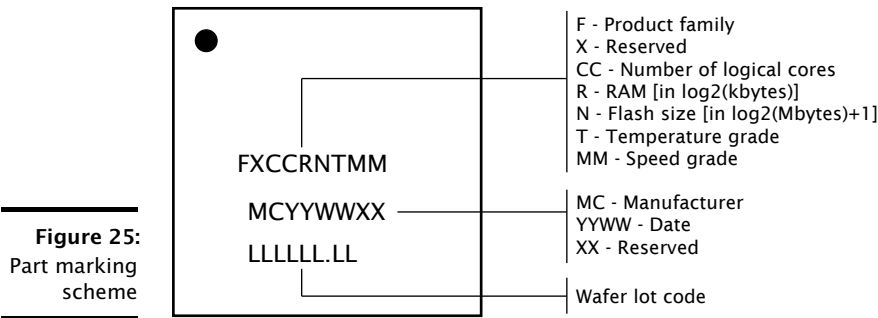 F - Product family
X - Reserved
CC - Number of logical cores
R - RAM [in log2(kbytes)]
N - Flash size [in log2(Mbytes)+1]
T - Temperature grade
MM - Speed grade
FXCCRNTMM
MCYYWWXX
MC - Manufacturer
YYWW - Date
XX - Reserved
LLLLLL.LL
Wafer lot code
Figure 25:
Part marking
scheme